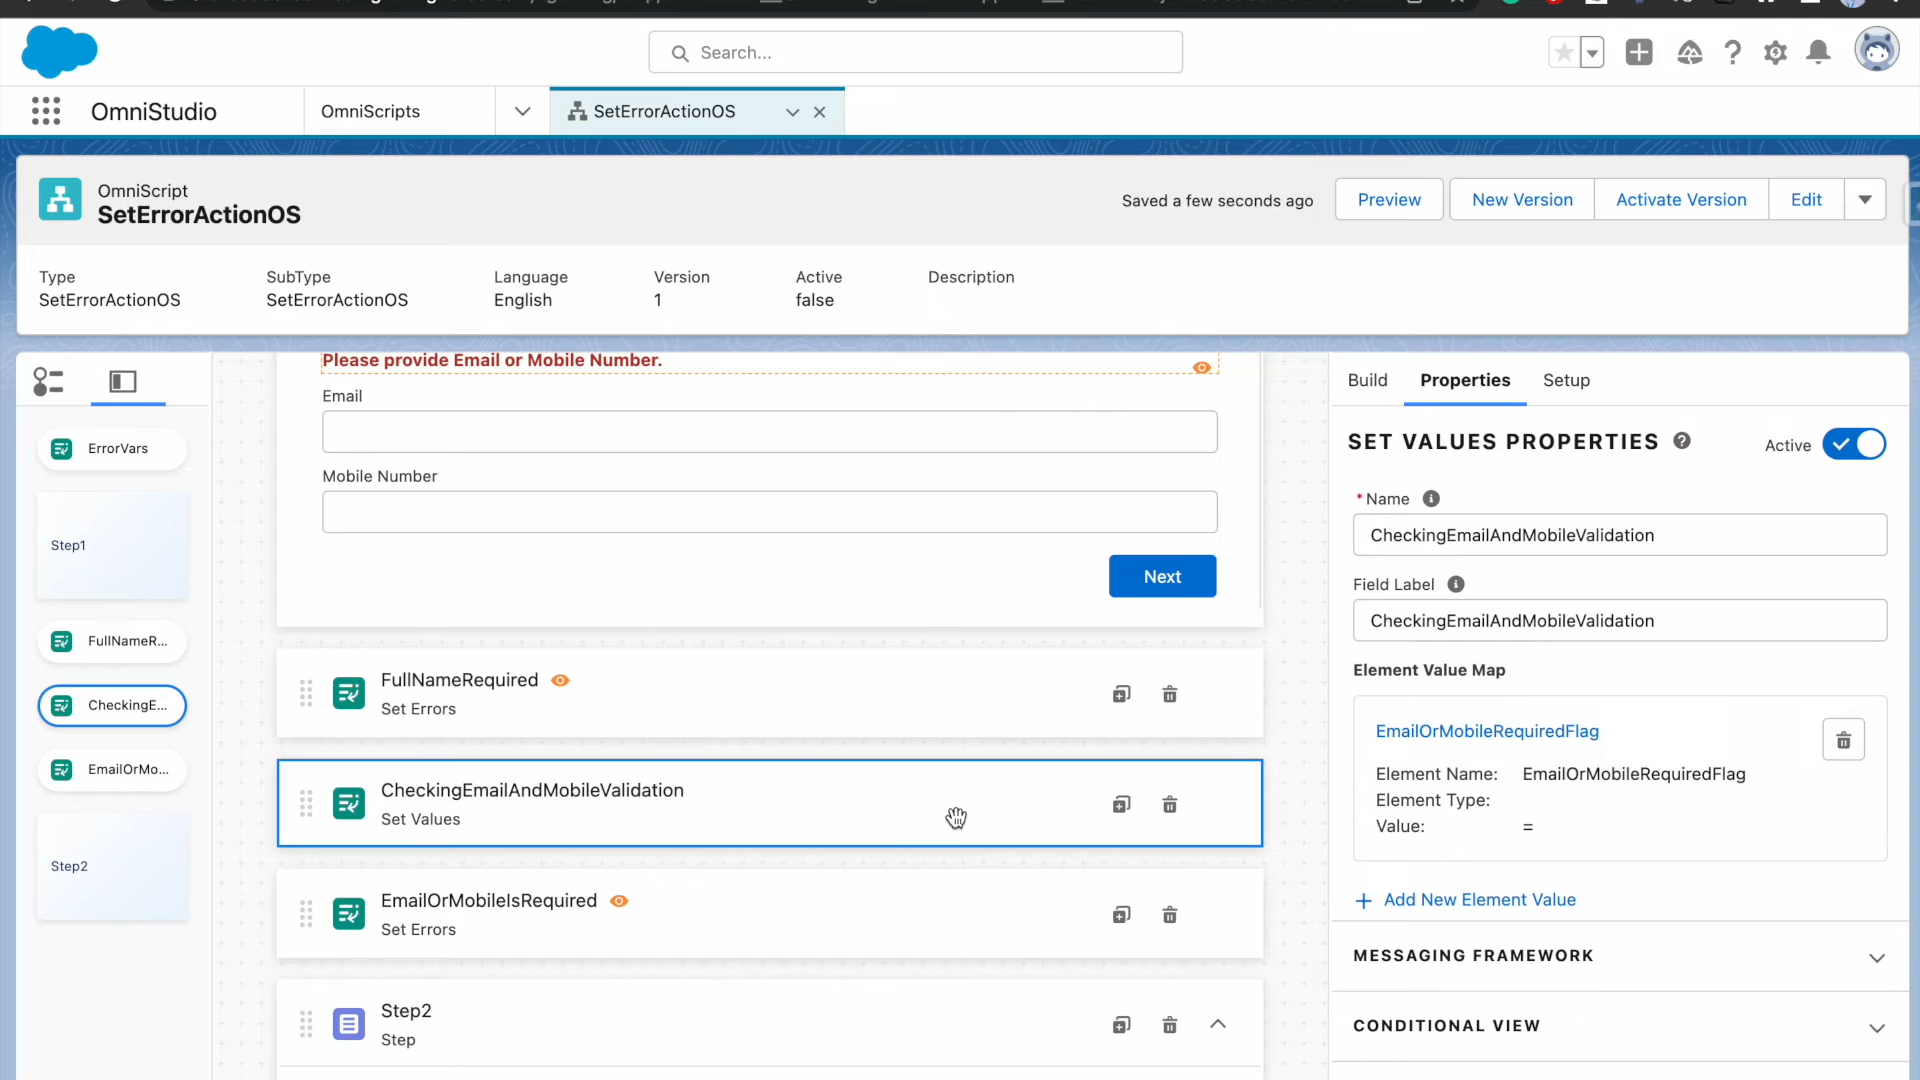 Search...
OmniStudio
OmniScripts
SetErrorActionOS
OmniScript
SetErrorActionOS
Saved a few seconds ago
Preview
New Version
Activate Version
Edit
Type
SubType
Language
Version
Active
Description
SetErrorActionOS
SetErrorActionOS
English
1
false
ErrorVars
Step1
FullNameR...
CheckingE...
EmailOrMo...
Step2
Please provide Email or Mobile Number.
Email
Mobile Number
Next
FullNameRequired
Set Errors
CheckingEmailAndMobileValidation
Set Values
EmailOrMobileIsRequired
Set Errors
Step2
Step
Build
Properties
Setup
SET VALUES PROPERTIES
Active
* Name
CheckingEmailAndMobileValidation
Field Label
CheckingEmailAndMobileValidation
Element Value Map
EmailOrMobileRequiredFlag
Element Name: EmailOrMobileRequiredFlag
Element Type:
Value: =
+ Add New Element Value
MESSAGING FRAMEWORK
CONDITIONAL VIEW